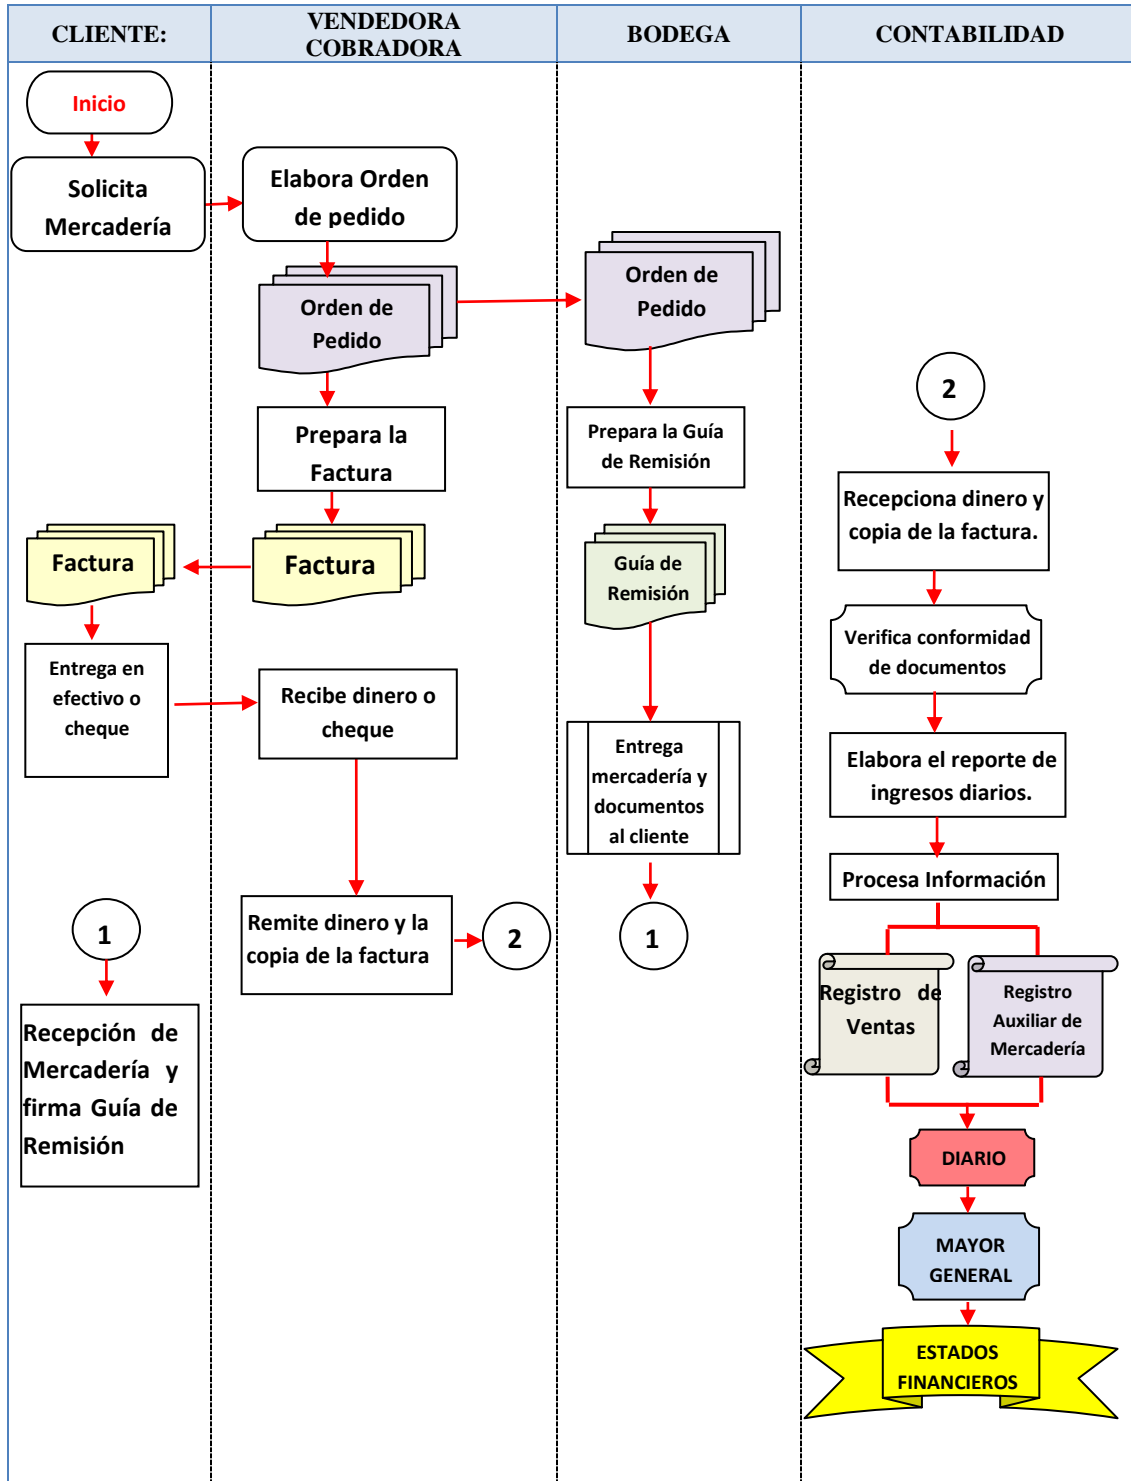 CLIENTE:
VENDEDORA
COBRADORA
BODEGA
CONTABILIDAD
Inicio
Solicita
Mercadería
Elabora Orden
de pedido
Orden de
Pedido
Orden de
Pedido
Prepara la
Factura
Prepara la Guía
de Remisión
2
Recepciona dinero y
copia de la factura.
Factura
Factura
Guía de
Remisión
Verifica conformidad
de documentos
Entrega en
efectivo o
cheque
Recibe dinero o
cheque
Entrega
mercadería y
documentos
al cliente
Elabora el reporte de
ingresos diarios.
Procesa Información
1
Remite dinero y la
copia de la factura
2
1
Registro de
Ventas
Registro
Auxiliar de
Mercadería
Recepción de
Mercadería y
firma Guía de
Remisión
DIARIO
MAYOR
GENERAL
ESTADOS
FINANCIEROS